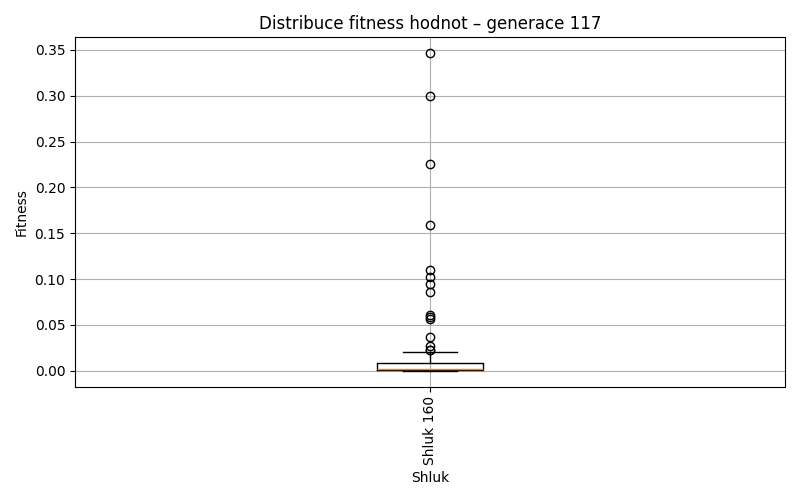 Distribuce fitness hodnot – generace 117
0.35
0.30
0.25
0.20
0.15
0.10
0.05
0.00
Fitness
Shluk 160
Shluk